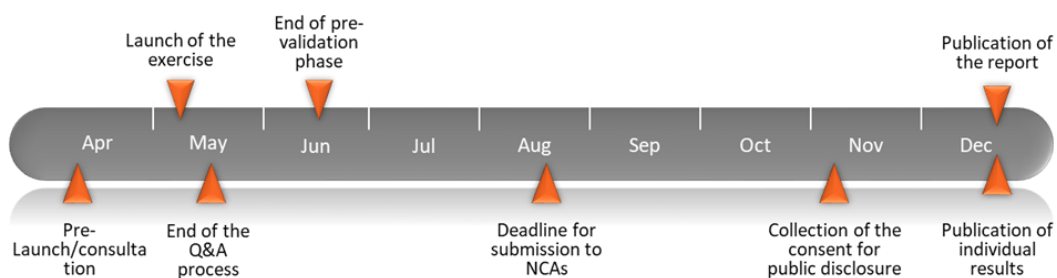 Launch of the
exercise
End of pre-
validation
phase
Publication of
the report
Apr
May
Jun
Jul
Aug
Sep
Oct
Nov
Dec
Pre-
Launch/consulta
tion
End of the
Q&A
process
Deadline for
submission to
NCAs
Collection of the
consent for
public disclosure
Publication of
individual
results